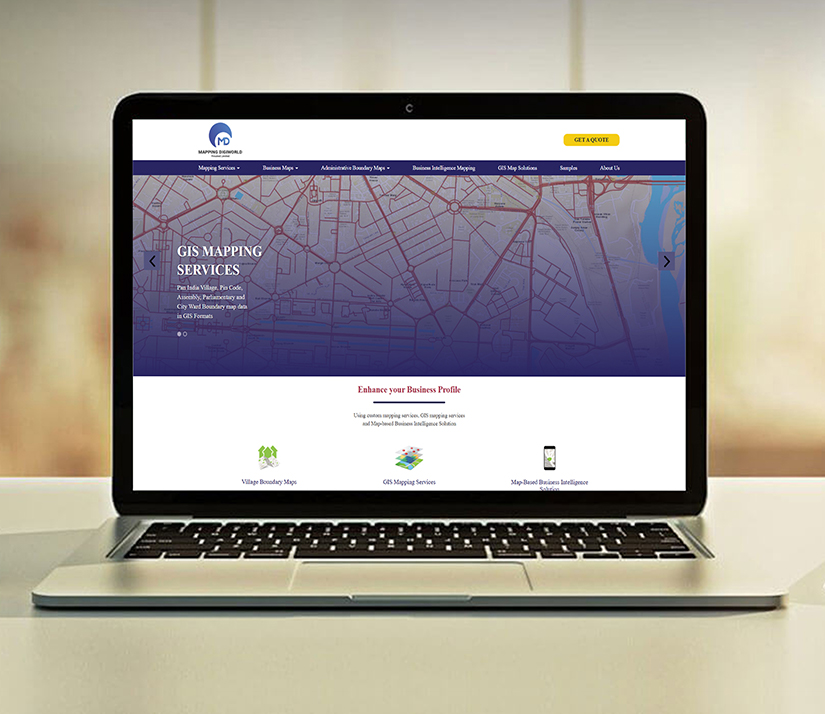 MD
MAPPING DIGIWORLD
GET A QUOTE
Mapping Services
Business Maps
Administrative Boundary Maps
Business Intelligence Mapping
GIS Map Solutions
Samples
About Us
GIS MAPPING
SERVICES
Pan India Village, Pin Code,
Assembly, Parliamentary and
City Ward Boundary map data
in GIS Formats
Enhance your Business Profile
Using custom mapping services, GIS mapping services
and Map-based Business Intelligence Solution
Village Boundary Maps
GIS Mapping Services
Map-Based Business Intelligence
Solution